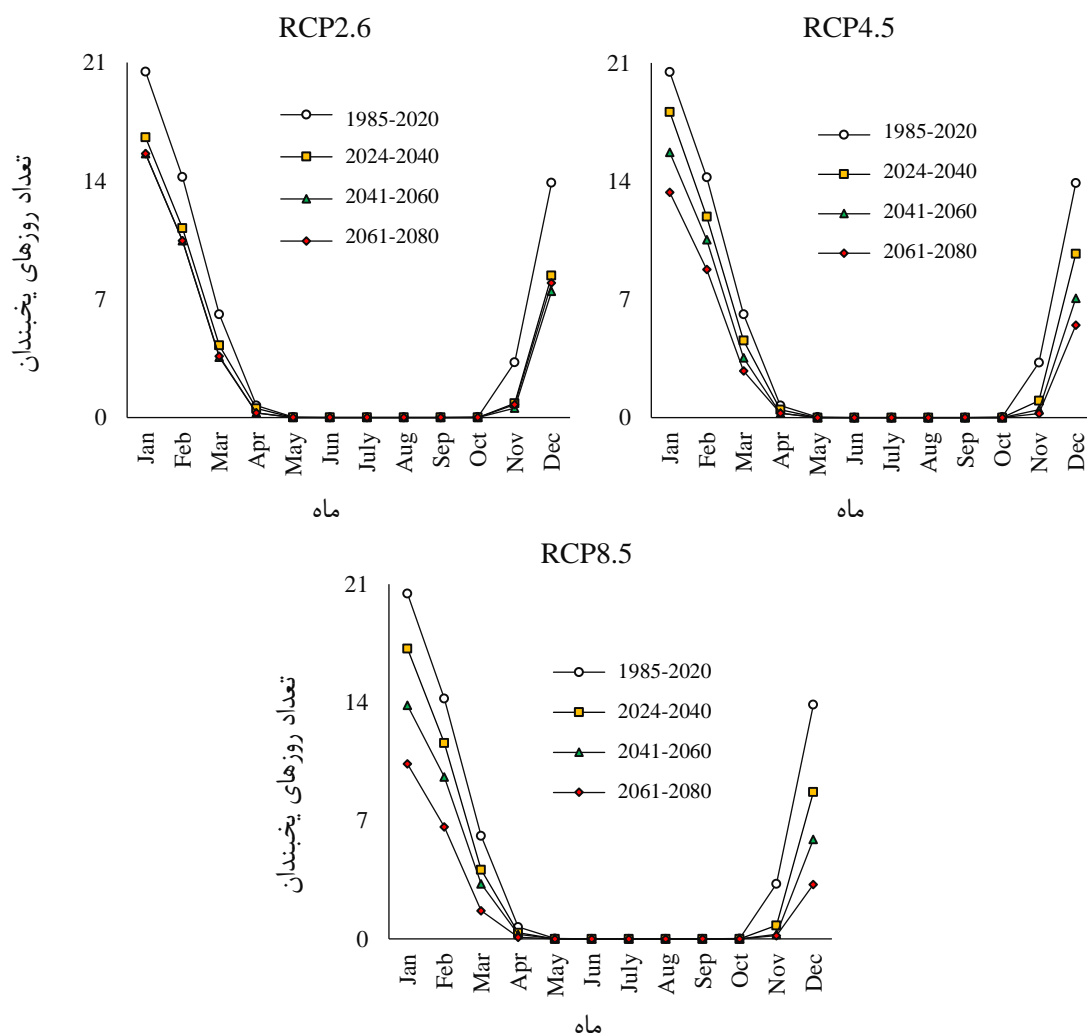 RCP2.6
21
14
7
0
تعداد روزهای یخبندان
1985-2020
2024-2040
2041-2060
2061-2080
Jan
Feb
Mar
Apr
May
Jun
July
Aug
Sep
Oct
Nov
Dec
ماه
RCP4.5
21
14
7
0
1985-2020
2024-2040
2041-2060
2061-2080
Jan
Feb
Mar
Apr
May
Jun
July
Aug
Sep
Oct
Nov
Dec
ماه
RCP8.5
21
14
7
0
تعداد روزهای یخبندان
1985-2020
2024-2040
2041-2060
2061-2080
Jan
Feb
Mar
Apr
May
Jun
July
Aug
Sep
Oct
Nov
Dec
ماه